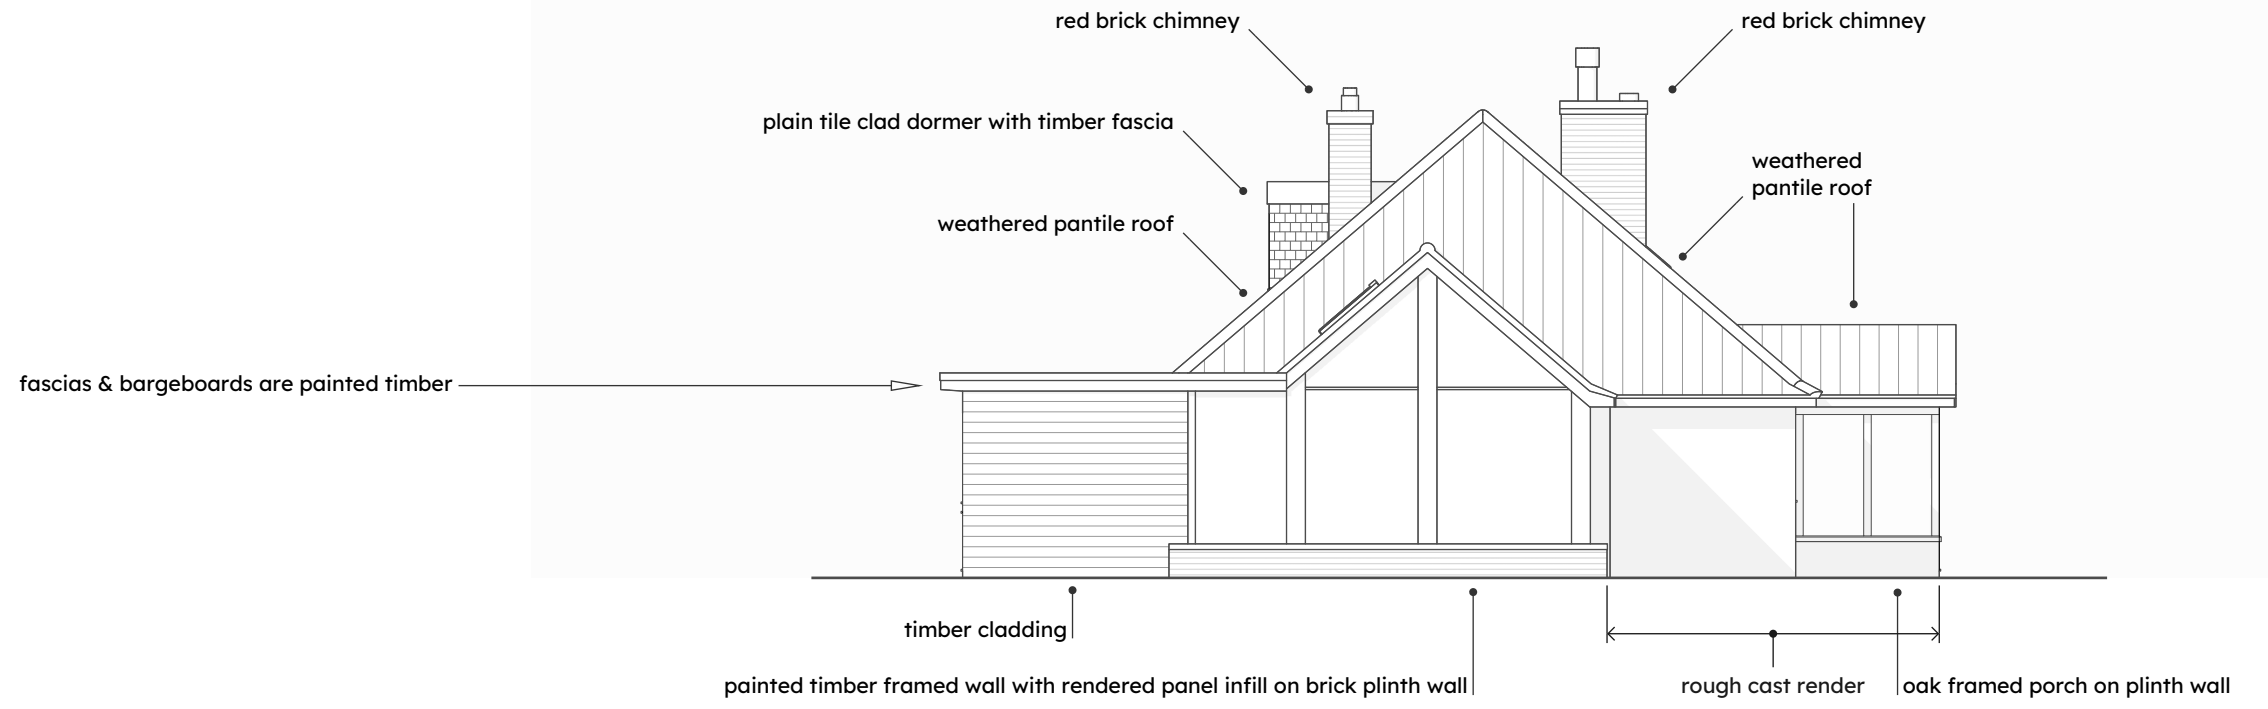 red brick chimney
red brick chimney
plain tile clad dormer with timber fascia
weathered
pantile roof
weathered pantile roof
fascias & bargeboards are painted timber
timber cladding
painted timber framed wall with rendered panel infill on brick plinth wall
rough cast render
oak framed porch on plinth wall